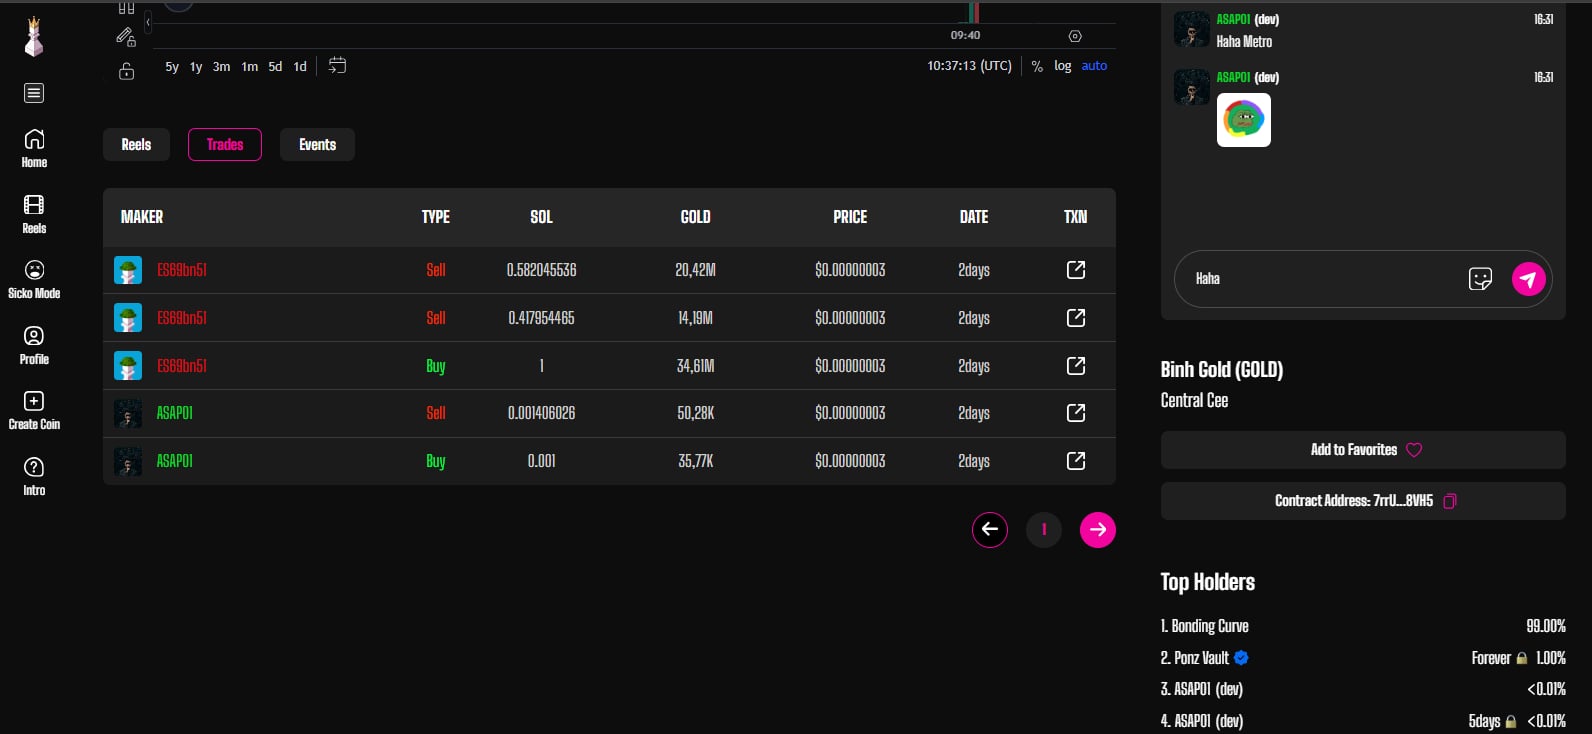 09:40
5y 1y 3m 1m 5d 1d
10:37:13 (UTC) % log auto
Home
Reels
Sicko Mode
Profile
Create Coin
Intro
Reels Trades Events
MAKER TYPE SOL GOLD PRICE DATE TXN
ES69bn51 Sell 0.582045536 20,42M $0.00000003 2days
ES69bn51 Sell 0.417954465 14,19M $0.00000003 2days
ES69bn51 Buy 1 34,61M $0.00000003 2days
ASAP01 Sell 0.001406026 50,28K $0.00000003 2days
ASAP01 Buy 0.001 35,77K $0.00000003 2days
1
ASAP01 (dev) 16:31
Haha Metro
ASAP01 (dev) 16:31
Haha
Binh Gold (GOLD)
Central Cee
Add to Favorites
Contract Address: 7rrU...8VH5
Top Holders
1. Bonding Curve 99.00%
2. Ponz Vault Forever 1.00%
3. ASAP01 (dev) <0.01%
4. ASAP01 (dev) 5days <0.01%